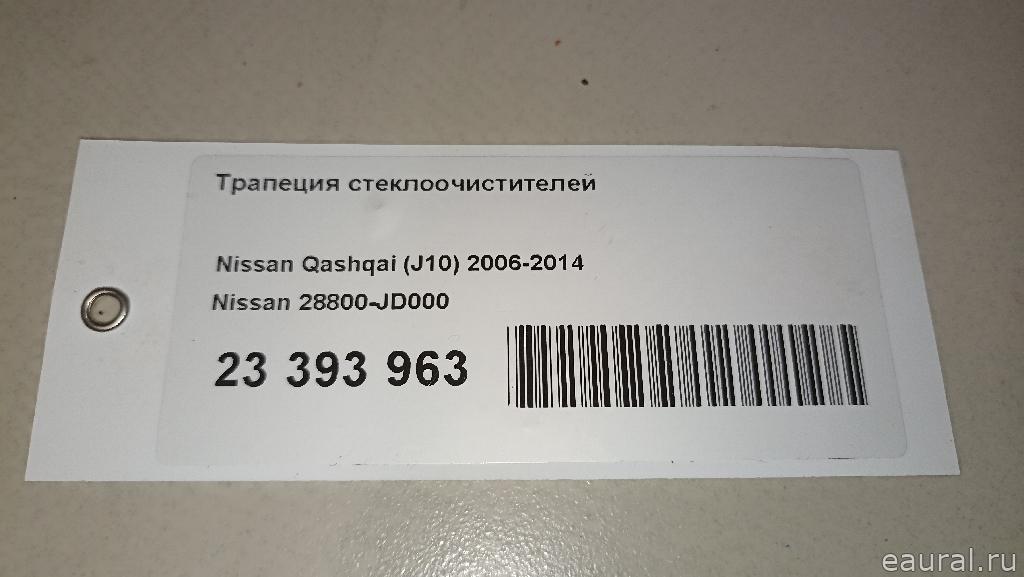 Трапеция стеклоочистителей
Nissan Qashqai (J10) 2006-2014
Nissan 28800-JD000
23 393 963
eaural.ru